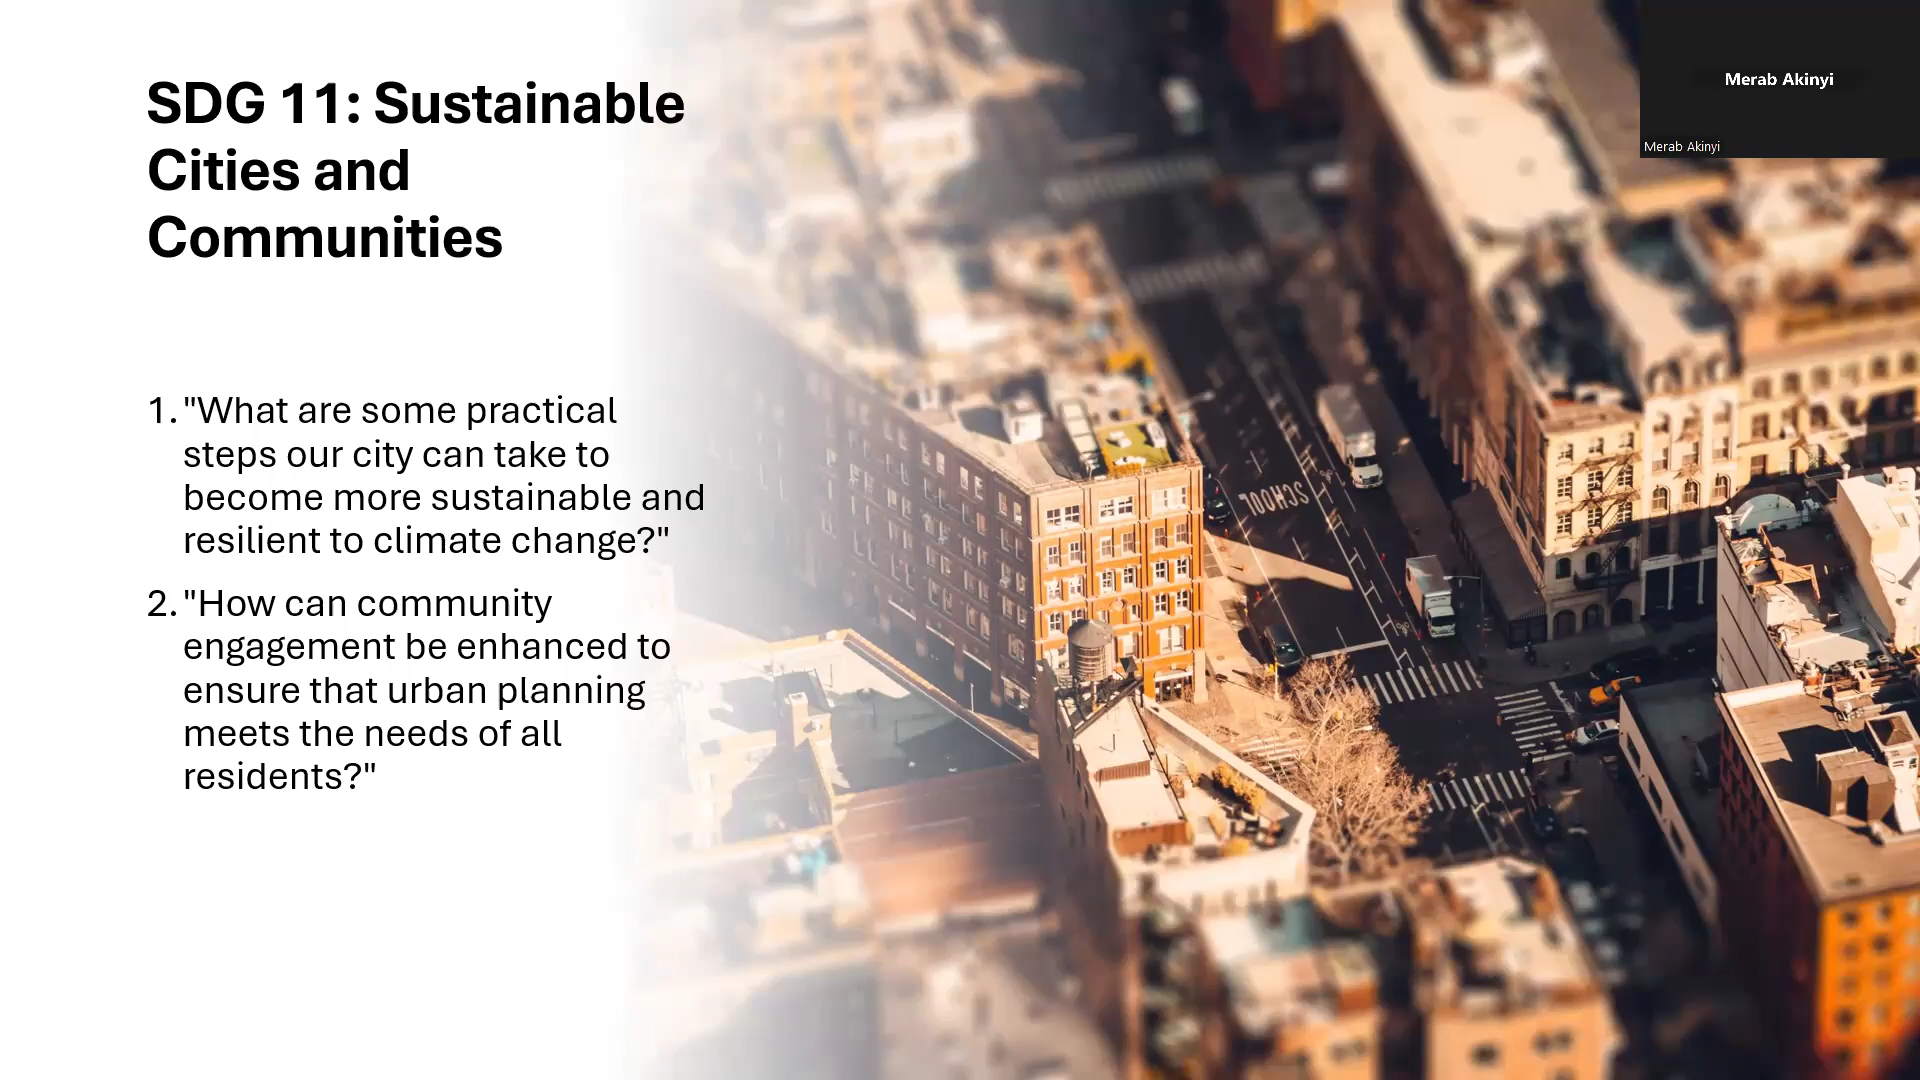 SDG 11: Sustainable
Cities and
Communities
1. "What are some practical
steps our city can take to
become more sustainable and
resilient to climate change?"
2. "How can community
engagement be enhanced to
ensure that urban planning
meets the needs of all
residents?"
Merab Akinyi
Merab Akinyi
SCHOOL